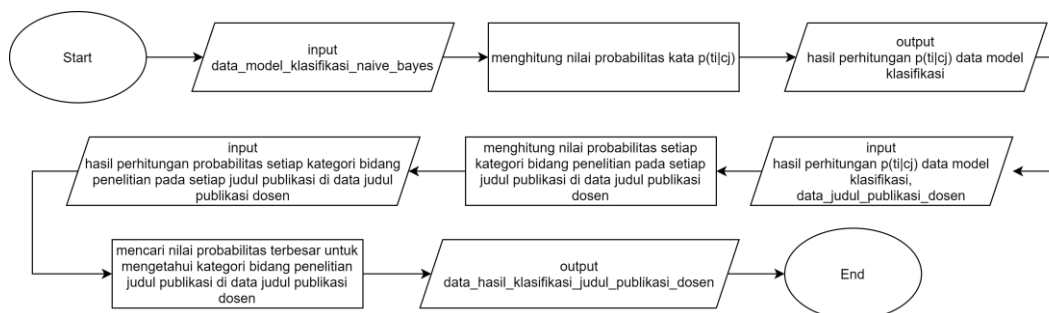 Start
input
data_model_klasifikasi_naive_bayes
menghitung nilai probabilitas kata p(ti|cj)
output
hasil perhitungan p(ti|cj) data model
klasifikasi
input
hasil perhitungan p(ti|cj) data model
klasifikasi,
data_judul_publikasi_dosen
menghitung nilai probabilitas setiap
kategori bidang penelitian pada setiap
judul publikasi di data judul publikasi
dosen
input
hasil perhitungan probabilitas setiap kategori bidang
penelitian pada setiap judul publikasi di data judul
publikasi dosen
mencari nilai probabilitas terbesar untuk
mengetahui kategori bidang penelitian
judul publikasi di data judul publikasi
dosen
output
data_hasil_klasifikasi_judul_publikasi_dosen
End